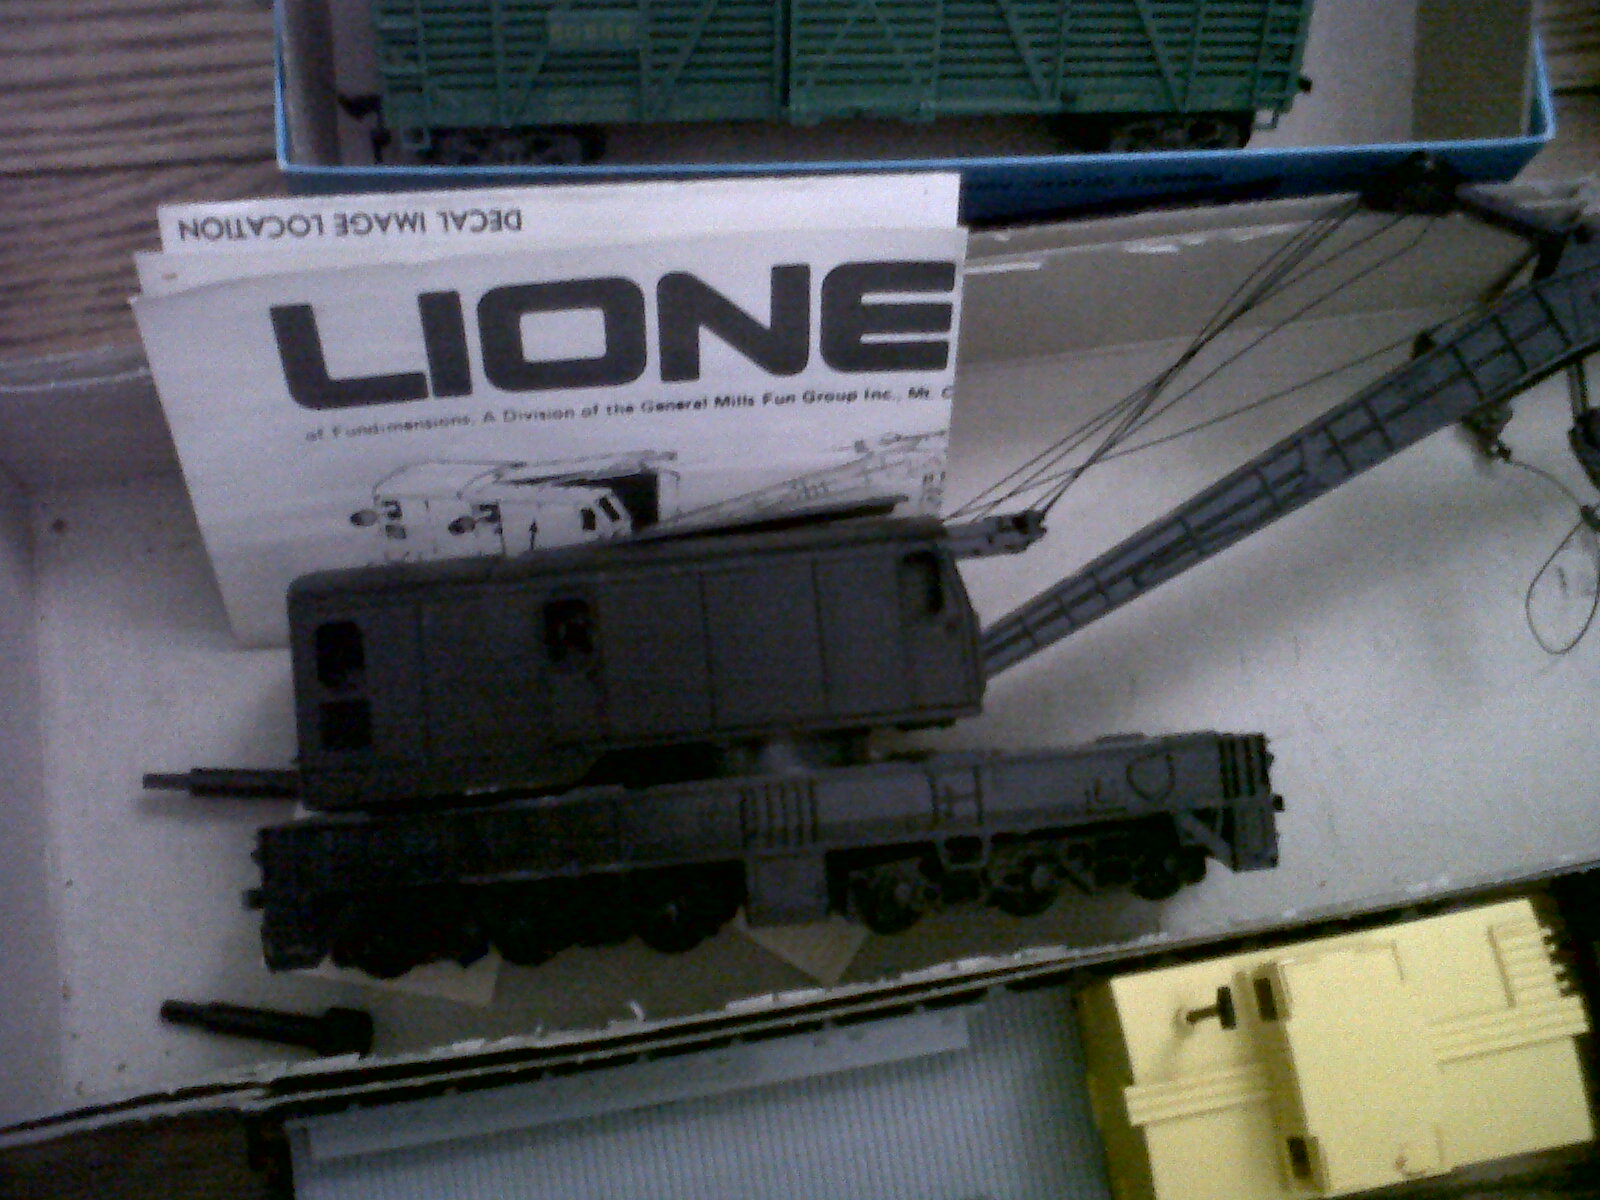 DECAL IMAGE LOCATION
LIONE
of Fundimensions, A Division of the General Mills Fun Group Inc., Mt. C